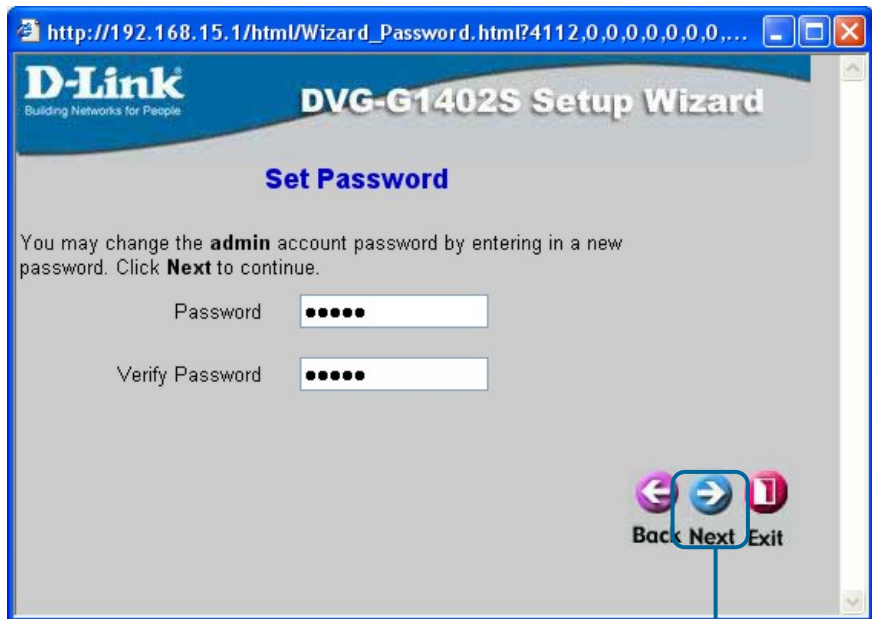 http://192.168.15.1/html/Wizard_Password.html?4112,0,0,0,0,0,0,0,...
D-Link
Building Networks for People
DVG-G1402S Setup Wizard
Set Password
You may change the admin account password by entering in a new
password. Click Next to continue.
Password •••••
Verify Password •••••
Back Next Exit